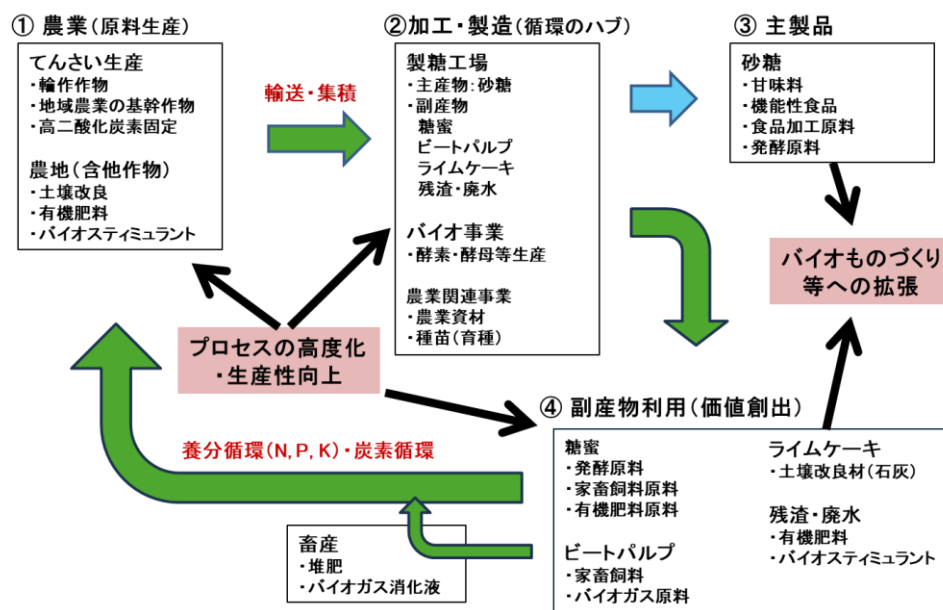 ① 農業(原料生産)
てんさい生産
・輪作作物
・地域農業の基幹作物
・高二酸化炭素固定
農地(含他作物)
・土壌改良
・有機肥料
・バイオスティミュラント
輸送・集積
②加工・製造(循環のハブ)
製糖工場
・主産物:砂糖
・副産物
糖蜜
ビートパルプ
ライムケーキ
残渣・廃水
バイオ事業
・酵素・酵母等生産
農業関連事業
・農業資材
・種苗(育種)
③ 主製品
砂糖
・甘味料
・機能性食品
・食品加工原料
・発酵原料
バイオものづくり
等への拡張
プロセスの高度化
・生産性向上
④ 副産物利用(価値創出)
糖蜜
・発酵原料
・家畜飼料原料
・有機肥料原料
ビートパルプ
・家畜飼料
・バイオガス原料
ライムケーキ
・土壌改良材(石灰)
残渣・廃水
・有機肥料
・バイオスティミュラント
養分循環(N, P, K)・炭素循環
畜産
・堆肥
・バイオガス消化液